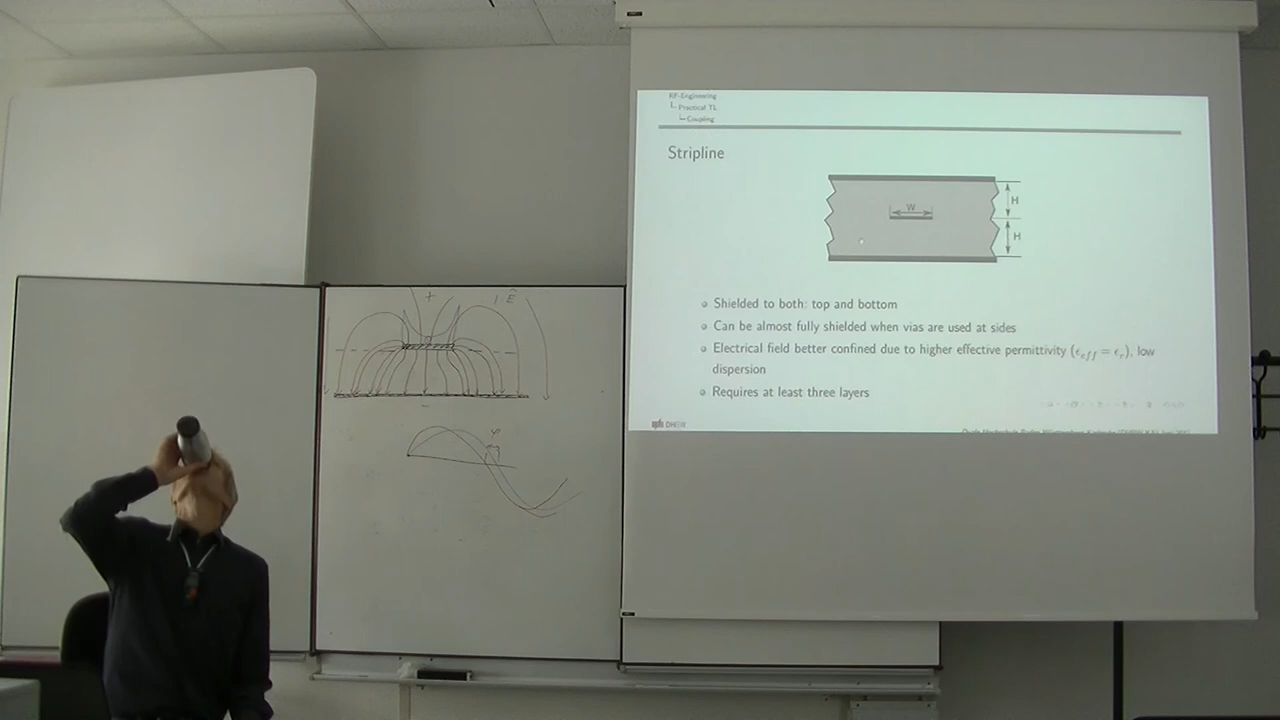 RF-Engineering
Practical TL
Coupling
Stripline
W
H
H
Shielded to both: top and bottom
Can be almost fully shielded when vias are used at sides
Electrical field better confined due to higher effective permittivity (ϵeff = ϵr), low
dispersion
Requires at least three layers
DHBW
+
E
-
φ